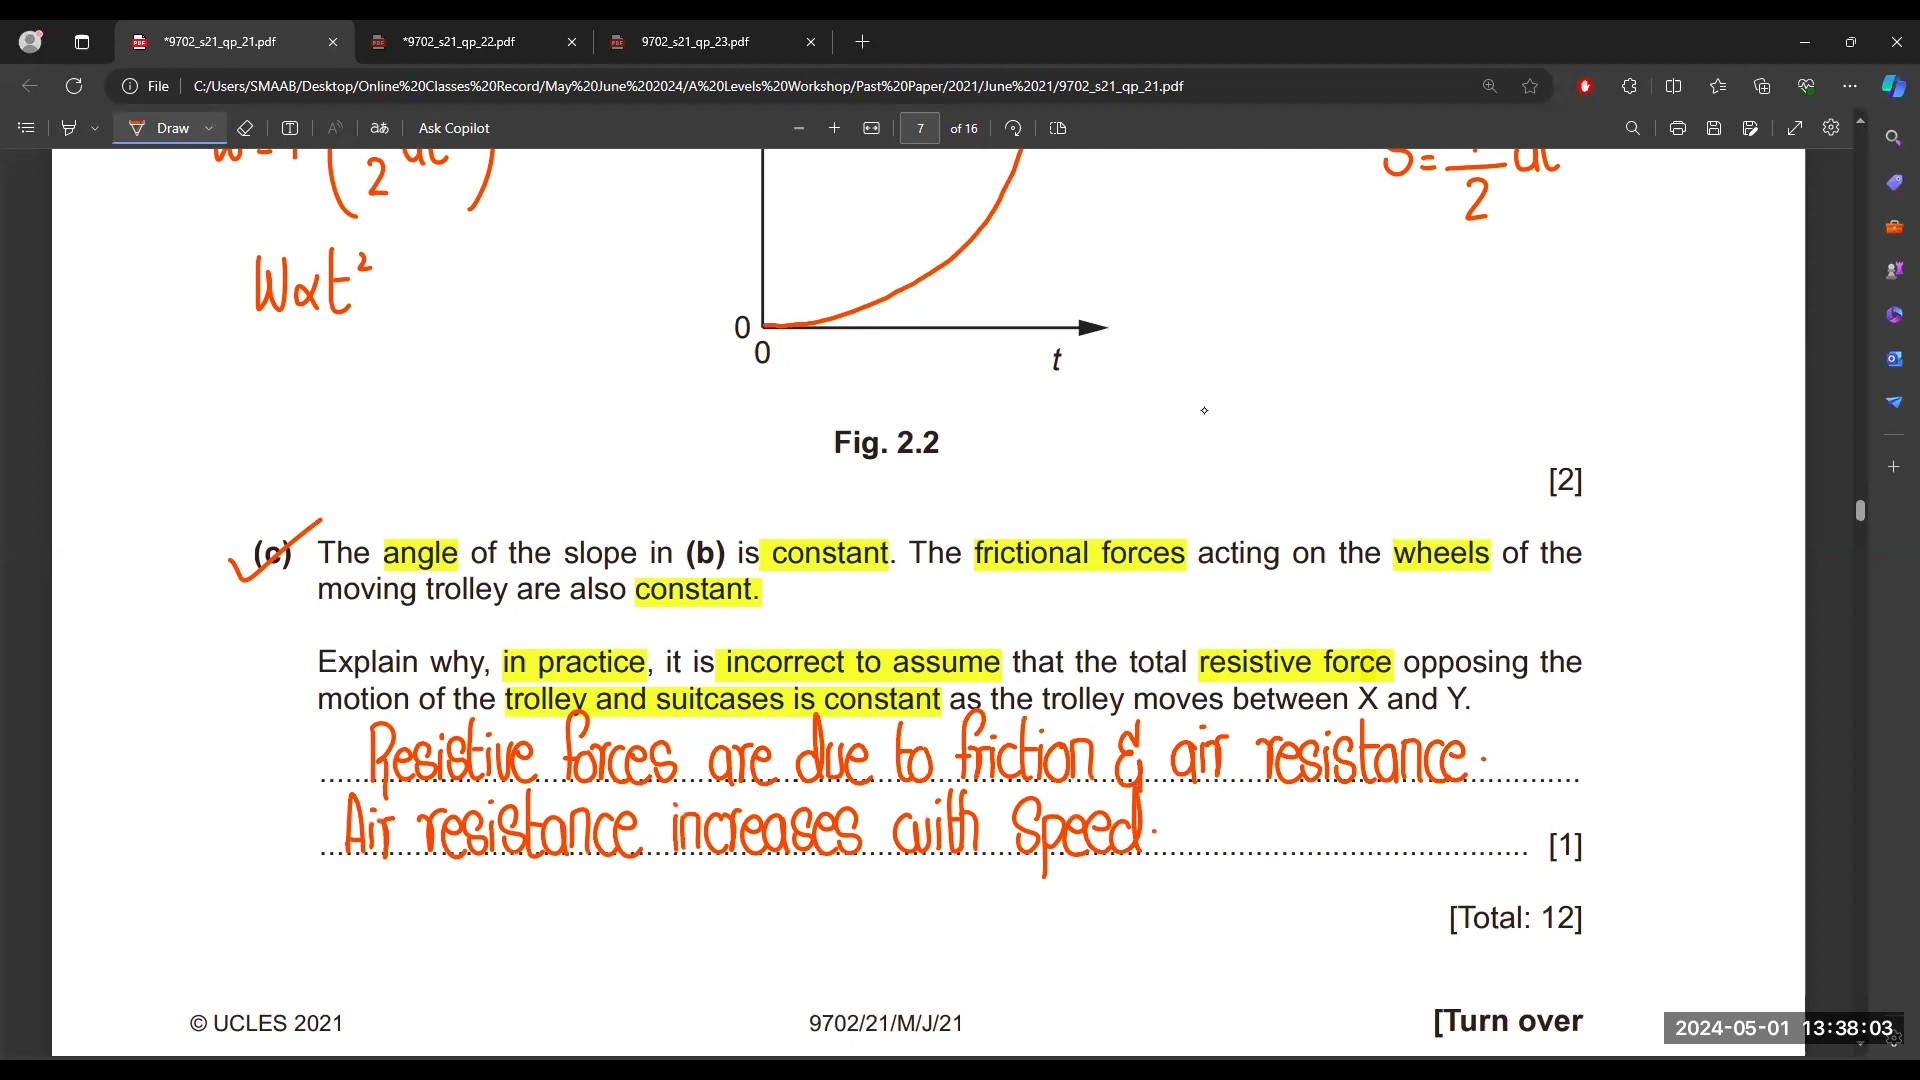 *9702_s21_qp_21.pdf
*9702_s21_qp_22.pdf
9702_s21_qp_23.pdf
File
C:/Users/SMAAB/Desktop/Online%20Classes%20Record/May%20June%202024/A%20Levels%20Workshop/Past%20Paper/2021/June%2021/9702_s21_qp_21.pdf
Draw
Ask Copilot
7 of 16
2
S = 2
W α t²
0
0
t
Fig. 2.2
[2]
(c) The angle of the slope in (b) is constant. The frictional forces acting on the wheels of the
moving trolley are also constant.
Explain why, in practice, it is incorrect to assume that the total resistive force opposing the
motion of the trolley and suitcases is constant as the trolley moves between X and Y.
Resistive forces are due to friction & air resistance.
Air resistance increases with speed. [1]
[Total: 12]
© UCLES 2021
9702/21/M/J/21
[Turn over
2024-05-01 13:38:03